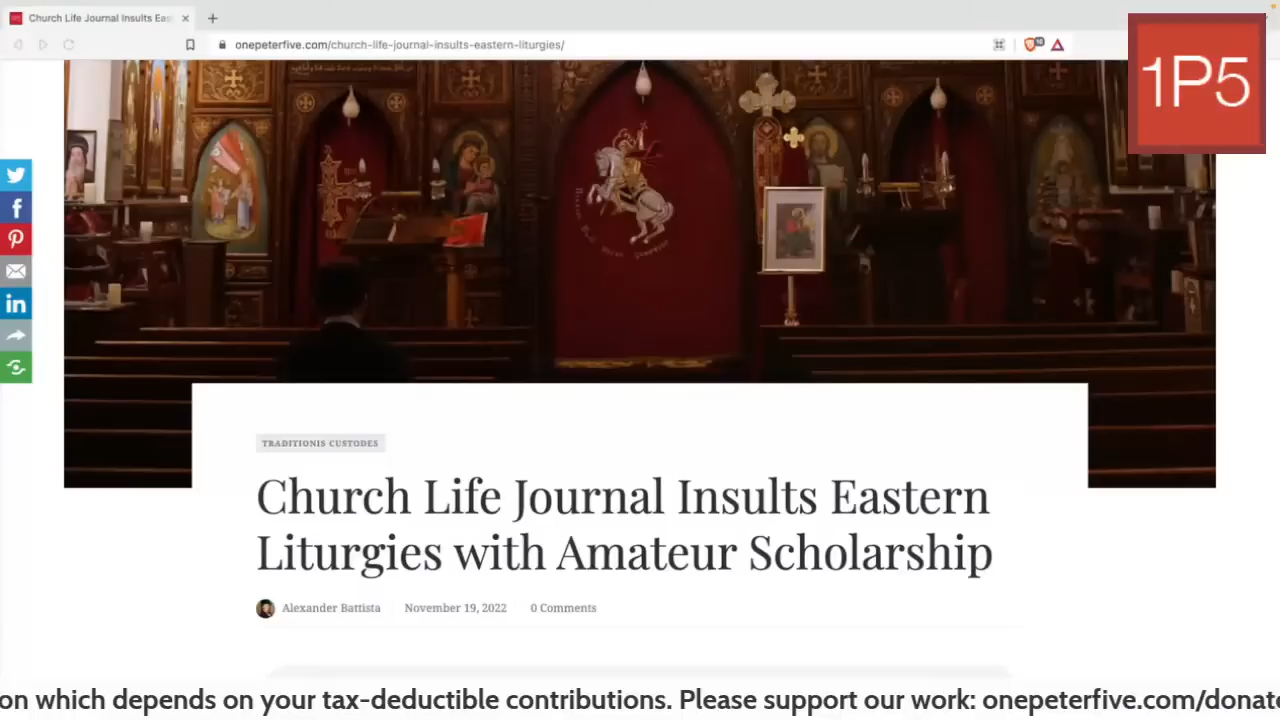 Church Life Journal Insults Eas
onepeterfive.com/church-life-journal-insults-eastern-liturgies/
10
1P5
TRADITIONIS CUSTODES
Church Life Journal Insults Eastern
Liturgies with Amateur Scholarship
Alexander Battista
November 19, 2022
0 Comments
on which depends on your tax-deductible contributions. Please support our work: onepeterfive.com/donate